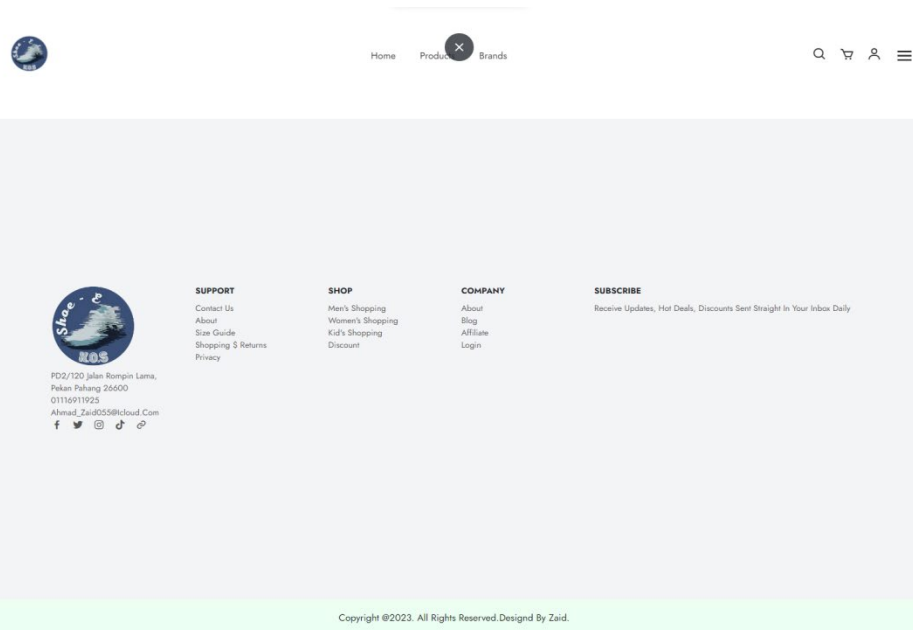 Home Products Brands
Shoe - E
K.O.S
SUPPORT
Contact Us
About
Size Guide
Shopping $ Returns
Privacy
SHOP
Men's Shopping
Women's Shopping
Kid's Shopping
Discount
COMPANY
About
Blog
Affiliate
Login
SUBSCRIBE
Receive Updates, Hot Deals, Discounts Sent Straight In Your Inbox Daily
PD2/120 Jalan Rompin Lama,
Pekan Pahang 26600
01116911925
Ahmad_Zaid055@Icloud.Com
Copyright @2023. All Rights Reserved.Designd By Zaid.